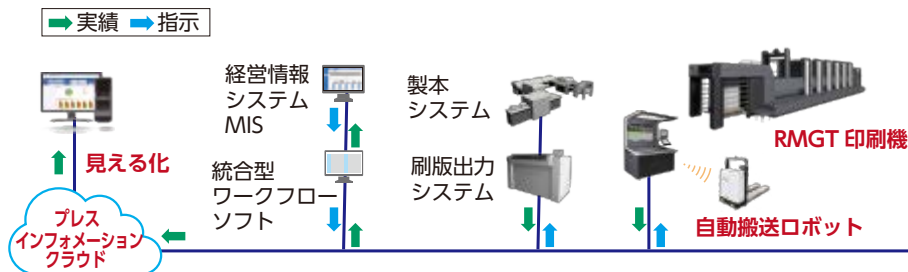 実績 指示
経営情報
システム
MIS
製本
システム
RMGT 印刷機
見える化
統合型
ワークフロー
ソフト
刷版出力
システム
自動搬送ロボット
プレス
インフォメーション
クラウド